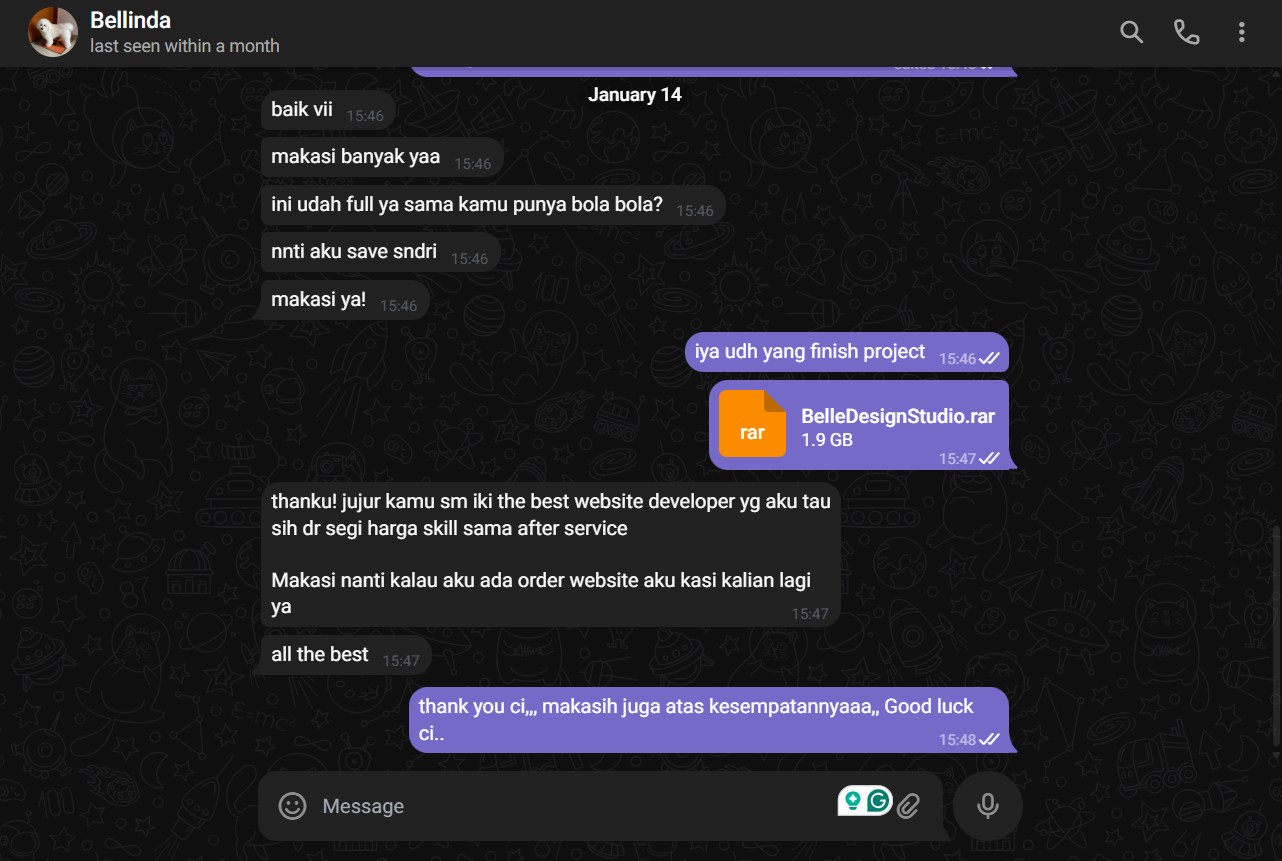 Bellinda
last seen within a month
January 14
baik vii 15:46
makasi banyak yaa 15:46
ini udah full ya sama kamu punya bola bola? 15:46
nnti aku save sndri 15:46
makasi ya! 15:46
iya udh yang finish project 15:46
rar
BelleDesignStudio.rar
1.9 GB
15:47
thanku! jujur kamu sm iki the best website developer yg aku tau
sih dr segi harga skill sama after service
Makasi nanti kalau aku ada order website aku kasi kalian lagi
ya 15:47
all the best 15:47
thank you ci,,, makasih juga atas kesempatannyaaa,, Good luck
ci.. 15:48
Message